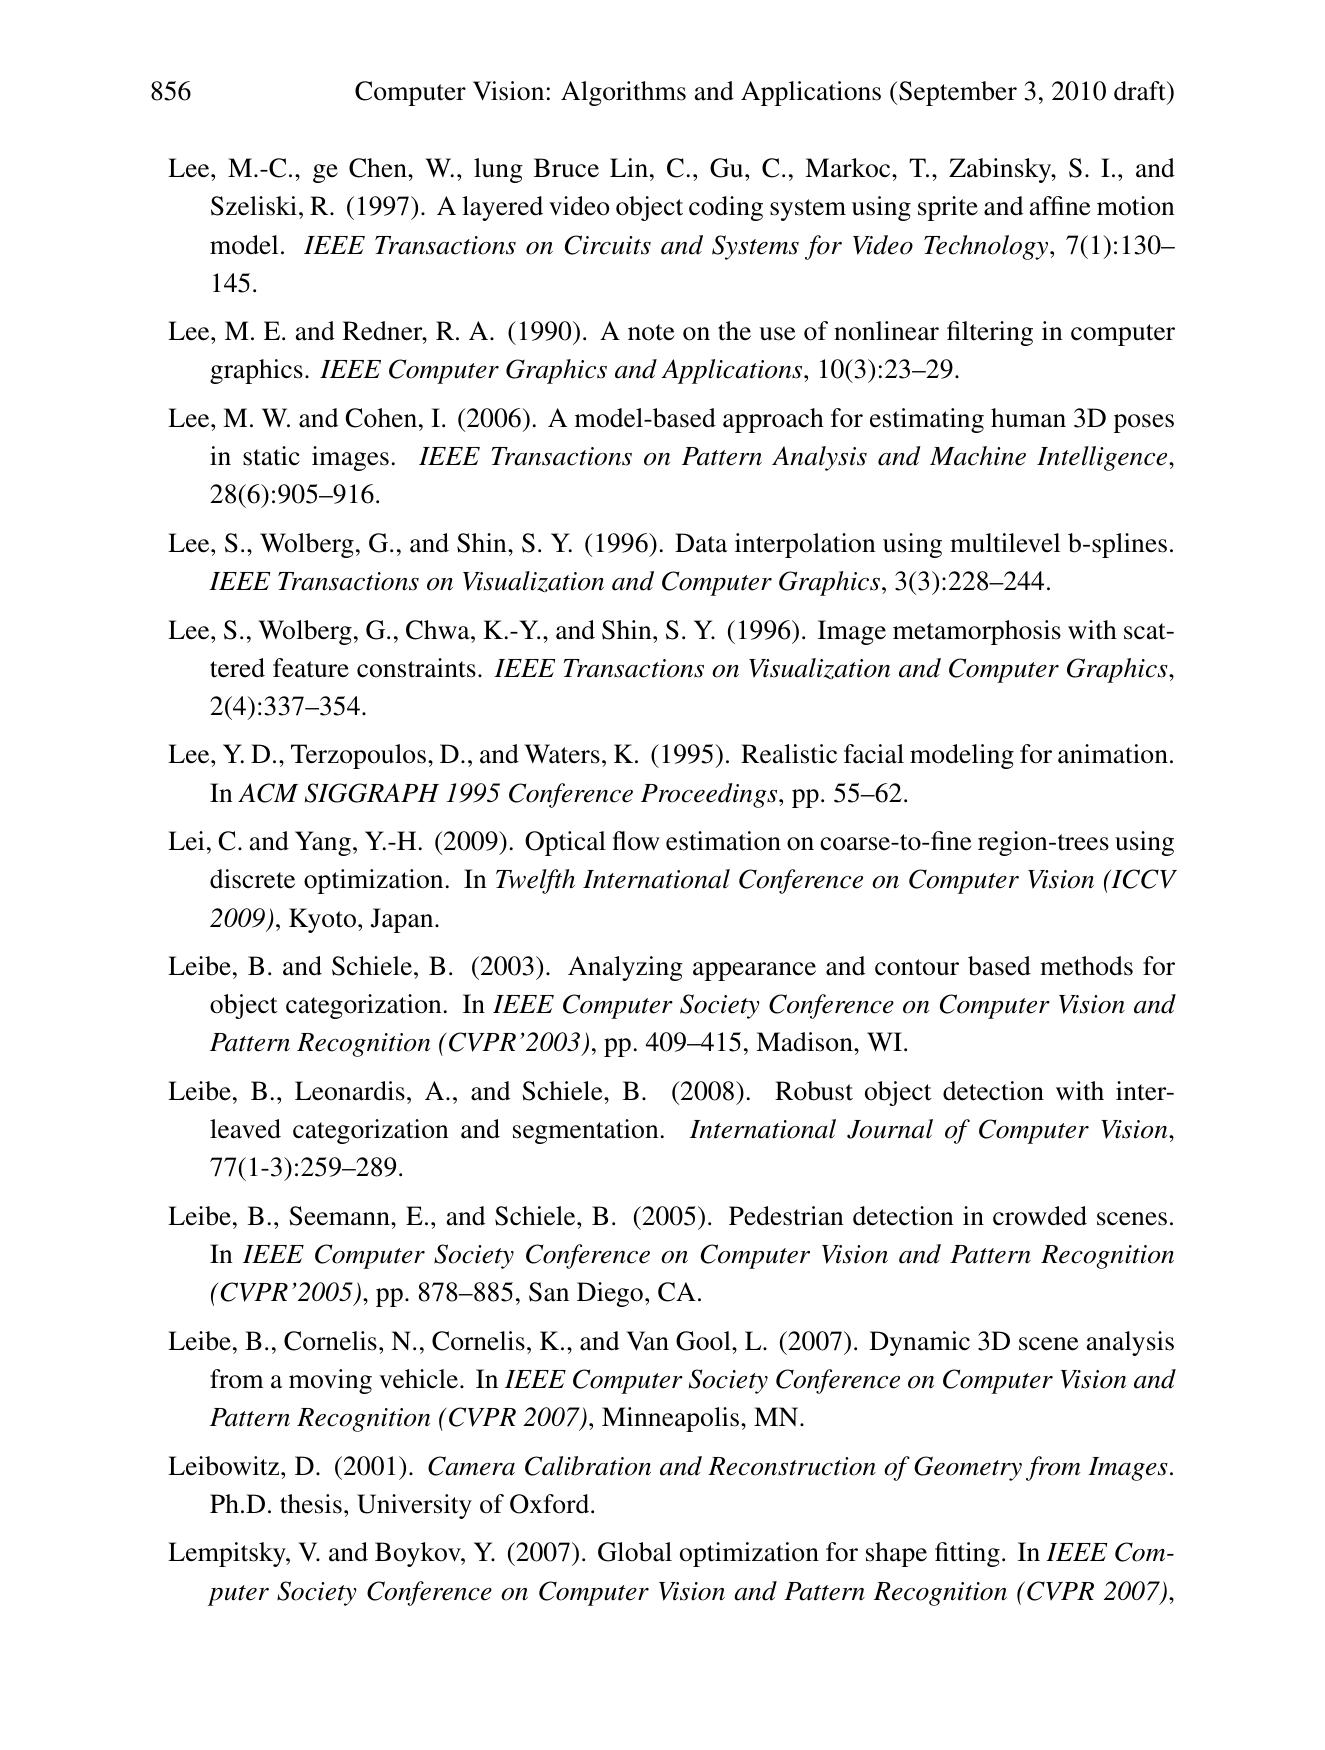 856 Computer Vision: Algorithms and Applications (September 3, 2010 draft)
Lee, M.-C., ge Chen, W., lung Bruce Lin, C., Gu, C., Markoc, T., Zabinsky, S. I., and
Szeliski, R. (1997). A layered video object coding system using sprite and affine motion
model. IEEE Transactions on Circuits and Systems for Video Technology, 7(1):130–
145.
Lee, M. E. and Redner, R. A. (1990). A note on the use of nonlinear filtering in computer
graphics. IEEE Computer Graphics and Applications, 10(3):23–29.
Lee, M. W. and Cohen, I. (2006). A model-based approach for estimating human 3D poses
in static images. IEEE Transactions on Pattern Analysis and Machine Intelligence,
28(6):905–916.
Lee, S., Wolberg, G., and Shin, S. Y. (1996). Data interpolation using multilevel b-splines.
IEEE Transactions on Visualization and Computer Graphics, 3(3):228–244.
Lee, S., Wolberg, G., Chwa, K.-Y., and Shin, S. Y. (1996). Image metamorphosis with scat-
tered feature constraints. IEEE Transactions on Visualization and Computer Graphics,
2(4):337–354.
Lee, Y. D., Terzopoulos, D., and Waters, K. (1995). Realistic facial modeling for animation.
In ACM SIGGRAPH 1995 Conference Proceedings, pp. 55–62.
Lei, C. and Yang, Y.-H. (2009). Optical flow estimation on coarse-to-fine region-trees using
discrete optimization. In Twelfth International Conference on Computer Vision (ICCV
2009), Kyoto, Japan.
Leibe, B. and Schiele, B. (2003). Analyzing appearance and contour based methods for
object categorization. In IEEE Computer Society Conference on Computer Vision and
Pattern Recognition (CVPR’2003), pp. 409–415, Madison, WI.
Leibe, B., Leonardis, A., and Schiele, B. (2008). Robust object detection with inter-
leaved categorization and segmentation. International Journal of Computer Vision,
77(1-3):259–289.
Leibe, B., Seemann, E., and Schiele, B. (2005). Pedestrian detection in crowded scenes.
In IEEE Computer Society Conference on Computer Vision and Pattern Recognition
(CVPR’2005), pp. 878–885, San Diego, CA.
Leibe, B., Cornelis, N., Cornelis, K., and Van Gool, L. (2007). Dynamic 3D scene analysis
from a moving vehicle. In IEEE Computer Society Conference on Computer Vision and
Pattern Recognition (CVPR 2007), Minneapolis, MN.
Leibowitz, D. (2001). Camera Calibration and Reconstruction of Geometry from Images.
Ph.D. thesis, University of Oxford.
Lempitsky, V. and Boykov, Y. (2007). Global optimization for shape fitting. In IEEE Com-
puter Society Conference on Computer Vision and Pattern Recognition (CVPR 2007),